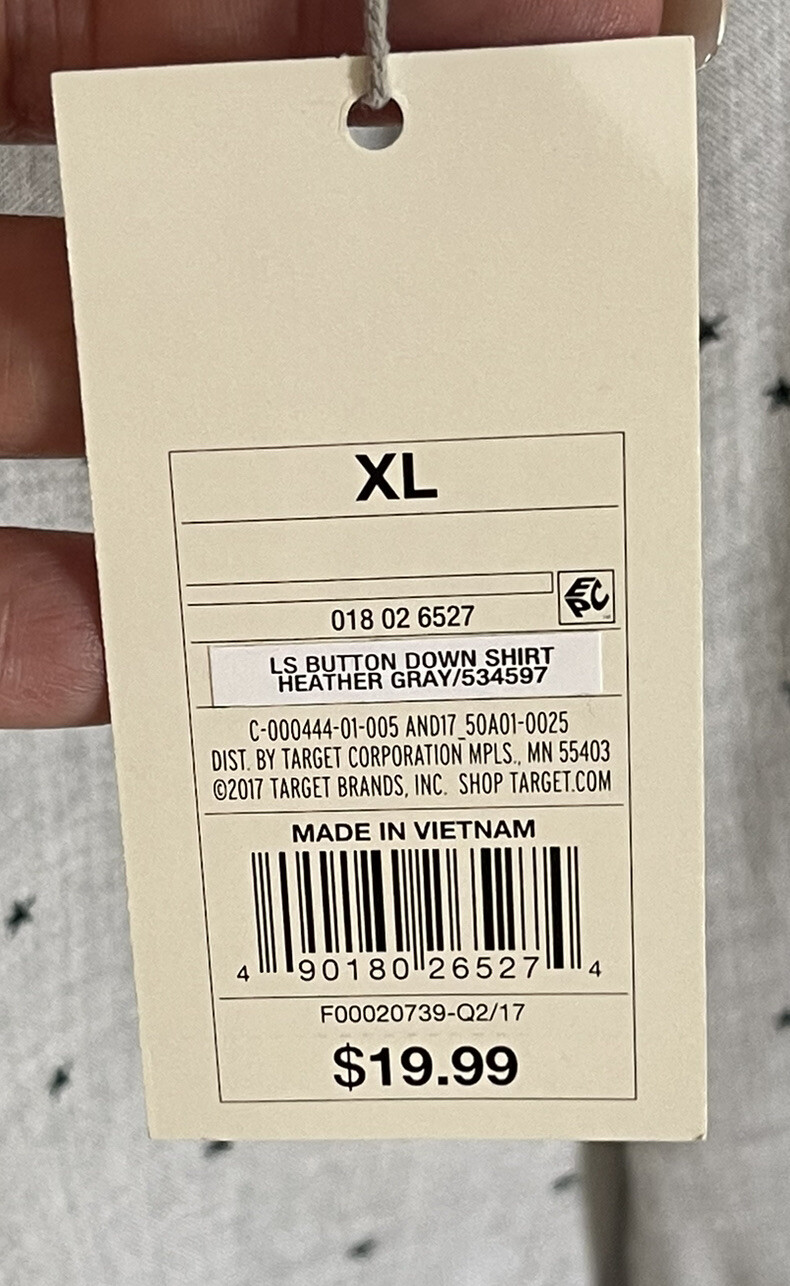 XL
EPC
018 02 6527
LS BUTTON DOWN SHIRT
HEATHER GRAY/534597
C-000444-01-005 AND17_50A01-0025
DIST. BY TARGET CORPORATION MPLS., MN 55403
©2017 TARGET BRANDS, INC. SHOP TARGET.COM
MADE IN VIETNAM
4 90180 26527 4
F00020739-Q2/17
$19.99